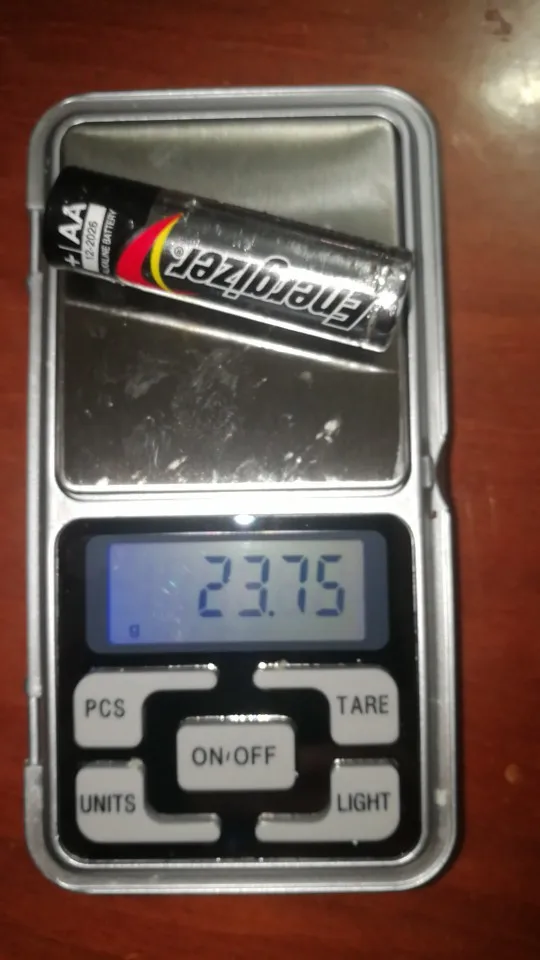 + AA
12-2026
ALKALINE BATTERY
Energizer®
23.75
g
PCS
TARE
ON/OFF
UNITS
LIGHT